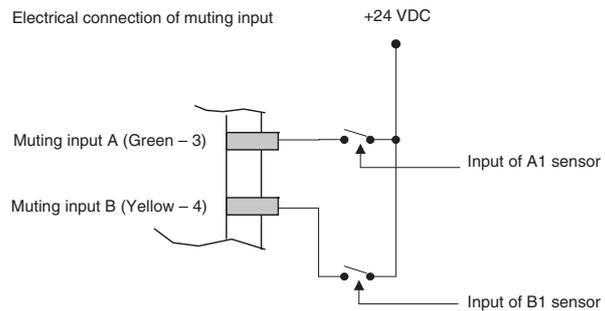 Electrical connection of muting input
+24 VDC
Muting input A (Green – 3)
Input of A1 sensor
Muting input B (Yellow – 4)
Input of B1 sensor